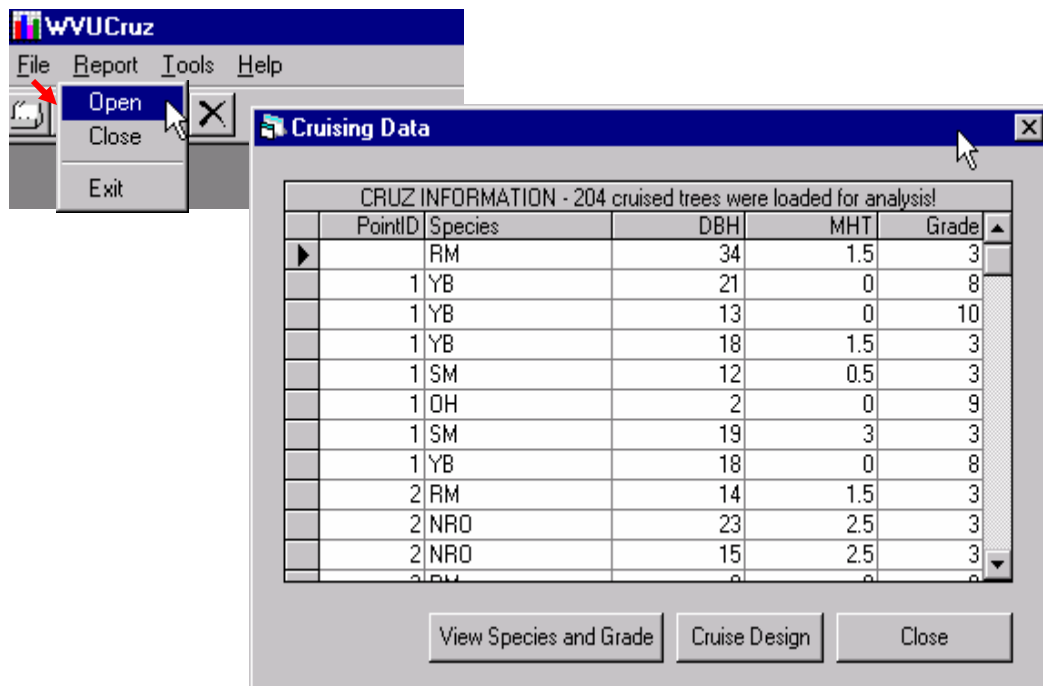 WVUCruz
File Report Tools Help
Open
Close
Exit
Cruising Data
CRUZ INFORMATION - 204 cruised trees were loaded for analysis!
PointID Species DBH MHT Grade
RM 34 1.5 3
1 YB 21 0 8
1 YB 13 0 10
1 YB 18 1.5 3
1 SM 12 0.5 3
1 OH 2 0 9
1 SM 19 3 3
1 YB 18 0 8
2 RM 14 1.5 3
2 NRO 23 2.5 3
2 NRO 15 2.5 3
View Species and Grade Cruise Design Close